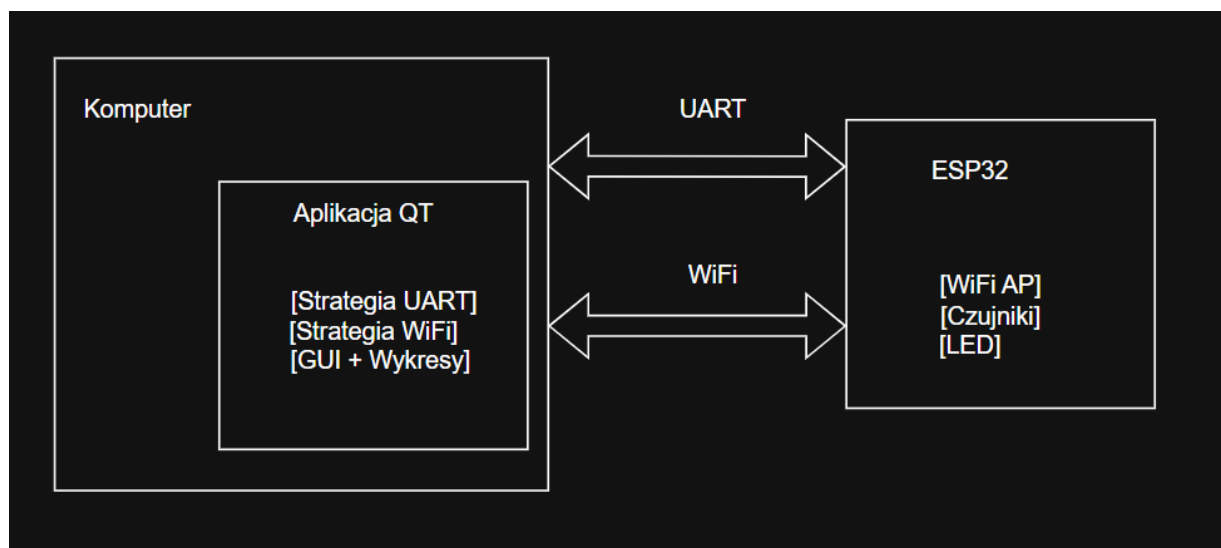 Komputer
Aplikacja QT
[Strategia UART]
[Strategia WiFi]
[GUI + Wykresy]
UART
WiFi
ESP32
[WiFi AP]
[Czujniki]
[LED]